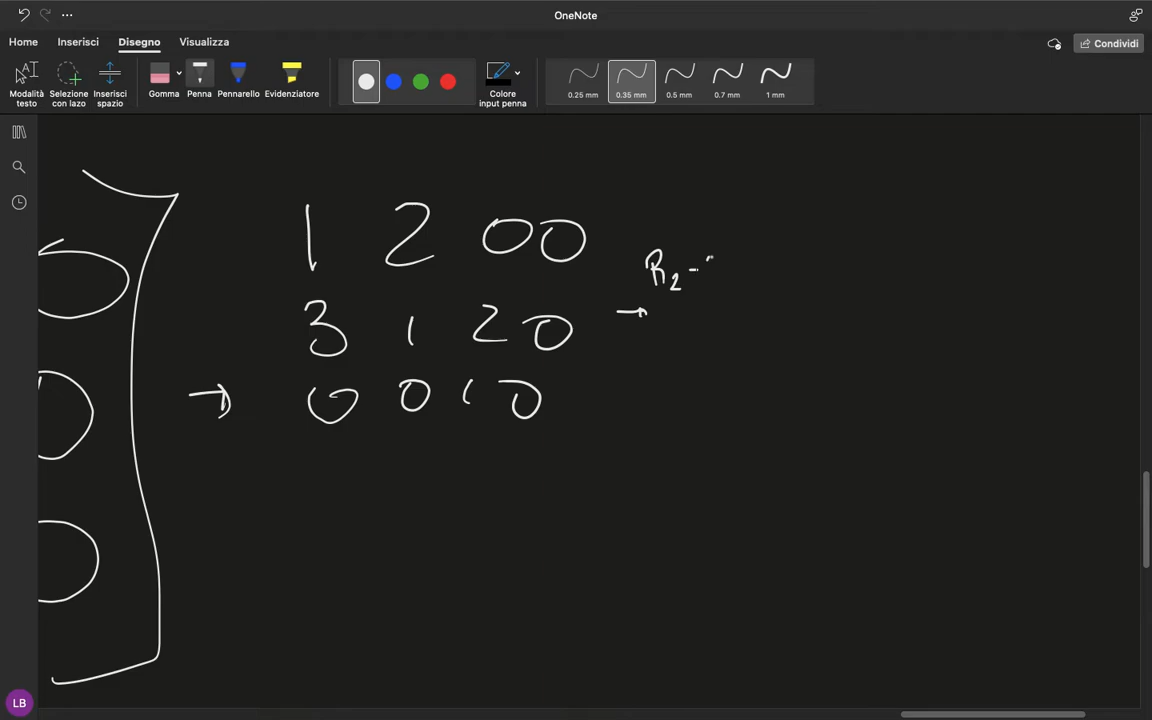 OneNote
Home Inserisci Disegno Visualizza
Condividi
Modalità testo
Selezione con lazo
Inserisci spazio
Gomma
Penna
Pennarello
Evidenziatore
Colore input penna
0.25 mm
0.35 mm
0.5 mm
0.7 mm
1 mm
1 2 0 0
R2 -
3 1 2 0 →
→ 0 0 1 0
LB